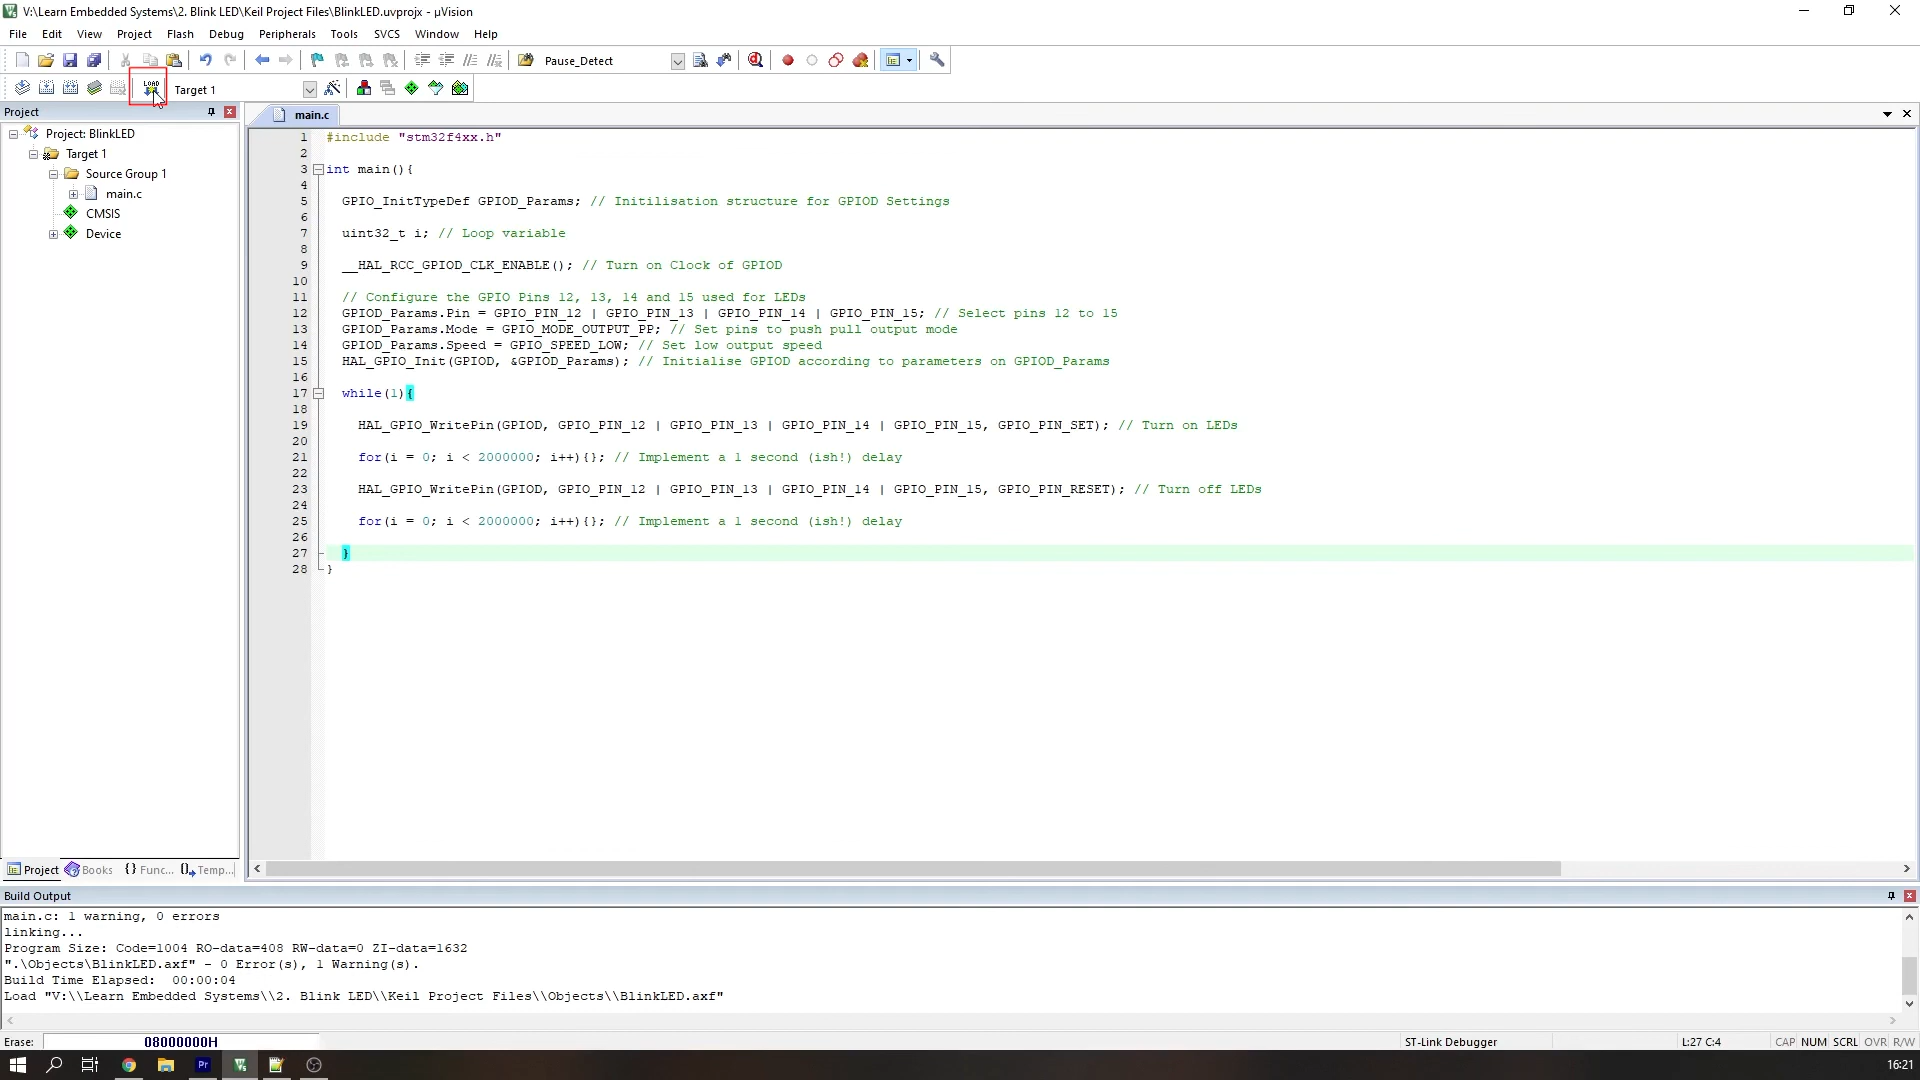 V:\Learn Embedded Systems\2. Blink LED\Keil Project Files\BlinkLED.uvprojx - µVision
File Edit View Project Flash Debug Peripherals Tools SVCS Window Help
Pause_Detect
LOAD Target 1
Project
main.c
Project: BlinkLED
Target 1
Source Group 1
main.c
CMSIS
Device
1 #include "stm32f4xx.h"
2
3 int main(){
4
5 GPIO_InitTypeDef GPIOD_Params; // Initilisation structure for GPIOD Settings
6
7 uint32_t i; // Loop variable
8
9 __HAL_RCC_GPIOD_CLK_ENABLE(); // Turn on Clock of GPIOD
10
11 // Configure the GPIO Pins 12, 13, 14 and 15 used for LEDs
12 GPIOD_Params.Pin = GPIO_PIN_12 | GPIO_PIN_13 | GPIO_PIN_14 | GPIO_PIN_15; // Select pins 12 to 15
13 GPIOD_Params.Mode = GPIO_MODE_OUTPUT_PP; // Set pins to push pull output mode
14 GPIOD_Params.Speed = GPIO_SPEED_LOW; // Set low output speed
15 HAL_GPIO_Init(GPIOD, &GPIOD_Params); // Initialise GPIOD according to parameters on GPIOD_Params
16
17 while(1){
18
19 HAL_GPIO_WritePin(GPIOD, GPIO_PIN_12 | GPIO_PIN_13 | GPIO_PIN_14 | GPIO_PIN_15, GPIO_PIN_SET); // Turn on LEDs
20
21 for(i = 0; i < 2000000; i++){}; // Implement a 1 second (ish!) delay
22
23 HAL_GPIO_WritePin(GPIOD, GPIO_PIN_12 | GPIO_PIN_13 | GPIO_PIN_14 | GPIO_PIN_15, GPIO_PIN_RESET); // Turn off LEDs
24
25 for(i = 0; i < 2000000; i++){}; // Implement a 1 second (ish!) delay
26
27 }
28 }
Project Books {} Func... Temp...
Build Output
main.c: 1 warning, 0 errors
linking...
Program Size: Code=1004 RO-data=408 RW-data=0 ZI-data=1632
".\Objects\BlinkLED.axf" - 0 Error(s), 1 Warning(s).
Build Time Elapsed: 00:00:04
Load "V:\\Learn Embedded Systems\\2. Blink LED\\Keil Project Files\\Objects\\BlinkLED.axf"
Erase: 08000000H ST-Link Debugger L:27 C:4 CAP NUM SCRL OVR R/W
Pr 16:21